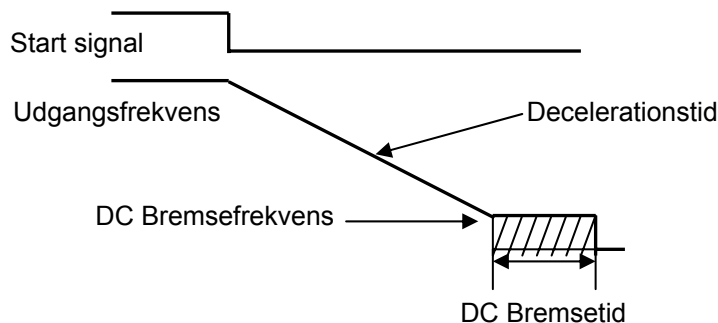 Start signal
Udgangsfrekvens
Decelerationstid
DC Bremsefrekvens
DC Bremsetid